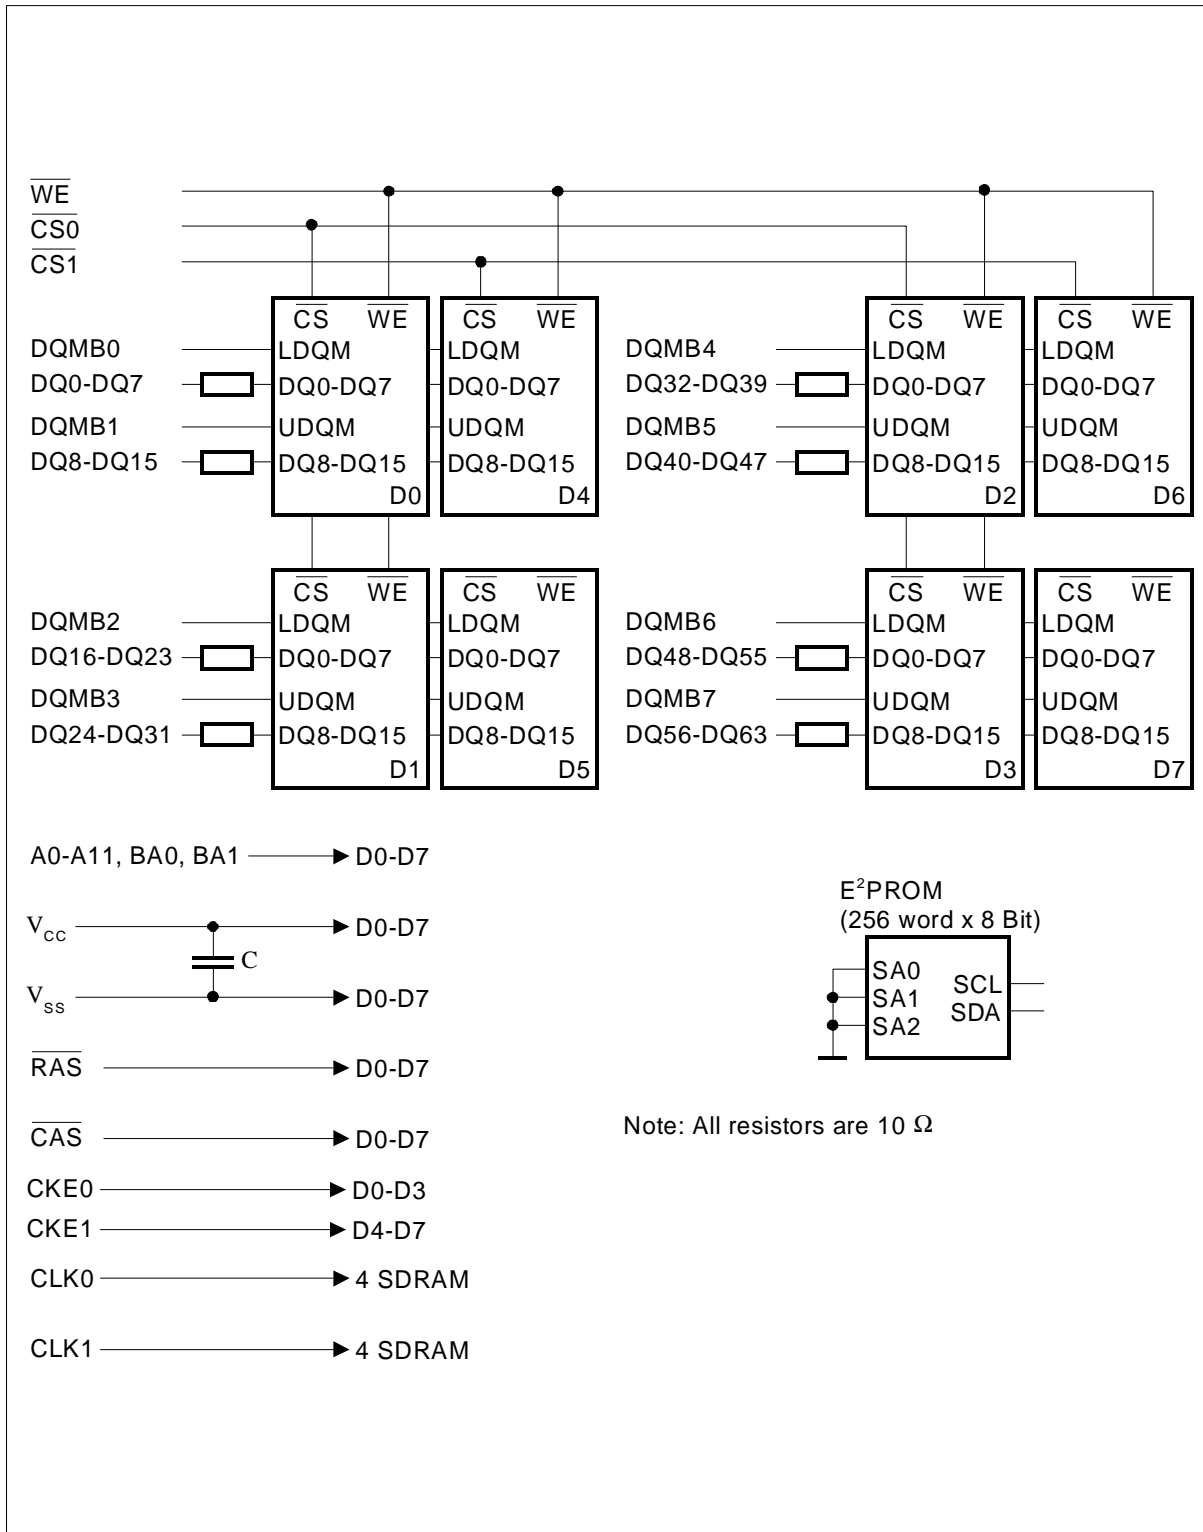 WE
CS0
CS1
CS WE CS WE CS WE CS WE
DQMB0 LDQM LDQM DQMB4 LDQM LDQM
DQ0-DQ7 DQ0-DQ7 DQ0-DQ7 DQ32-DQ39 DQ0-DQ7 DQ0-DQ7
DQMB1 UDQM UDQM DQMB5 UDQM UDQM
DQ8-DQ15 DQ8-DQ15 DQ8-DQ15 DQ40-DQ47 DQ8-DQ15 DQ8-DQ15
D0 D4 D2 D6
CS WE CS WE CS WE CS WE
DQMB2 LDQM LDQM DQMB6 LDQM LDQM
DQ16-DQ23 DQ0-DQ7 DQ0-DQ7 DQ48-DQ55 DQ0-DQ7 DQ0-DQ7
DQMB3 UDQM UDQM DQMB7 UDQM UDQM
DQ24-DQ31 DQ8-DQ15 DQ8-DQ15 DQ56-DQ63 DQ8-DQ15 DQ8-DQ15
D1 D5 D3 D7
A0-A11, BA0, BA1 D0-D7
VCC D0-D7
C
VSS D0-D7
RAS D0-D7
CAS D0-D7
CKE0 D0-D3
CKE1 D4-D7
CLK0 4 SDRAM
CLK1 4 SDRAM
E²PROM
(256 word x 8 Bit)
SA0
SA1 SCL
SA2 SDA
Note: All resistors are 10 Ω